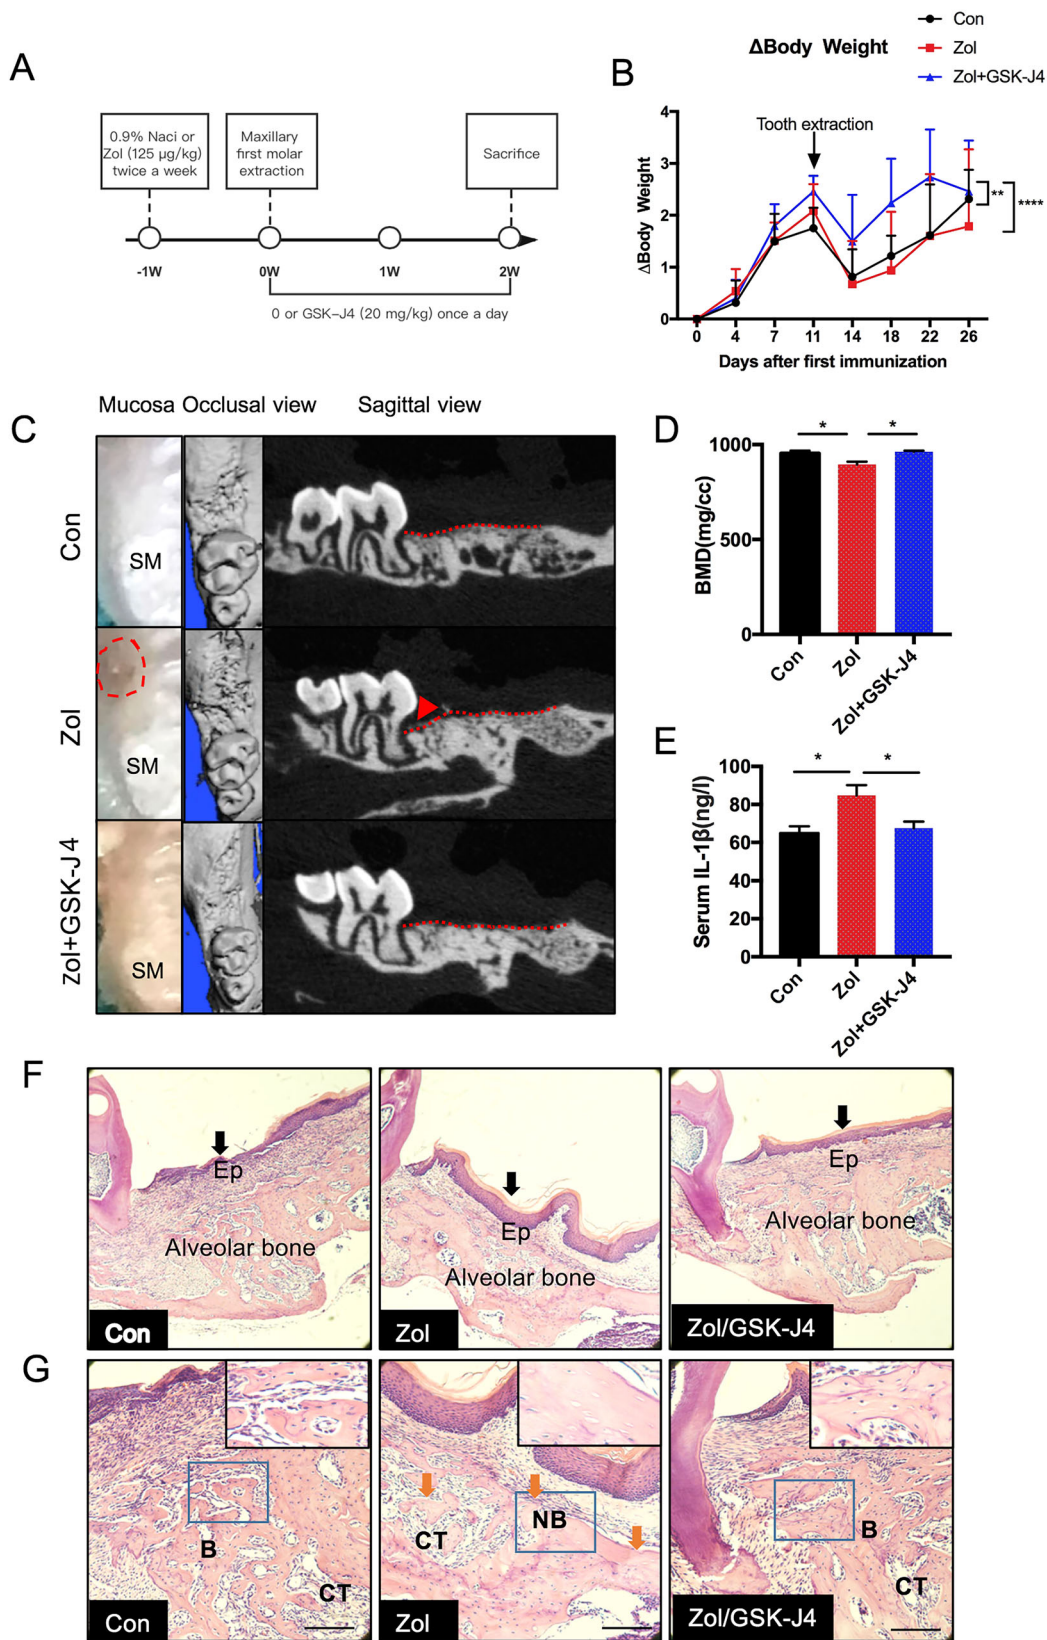 A
0.9% Naci or
Zol (125 µg/kg)
twice a week
Maxillary
first molar
extraction
Sacrifice
-1W
0W
1W
2W
0 or GSK-J4 (20 mg/kg) once a day
B
ΔBody Weight
Con
Zol
Zol+GSK-J4
Tooth extraction
ΔBody Weight
4
3
2
1
0
0 4 7 11 14 18 22 26
Days after first immunization
**
****
C
Mucosa Occlusal view Sagittal view
Con
SM
Zol
SM
Zol+GSK-J4
SM
D
BMD(mg/cc)
1000
500
0
* *
Con
Zol
Zol+GSK-J4
E
Serum IL-1β(ng/l)
100
80
60
40
20
0
* *
Con
Zol
Zol+GSK-J4
F
Ep
Alveolar bone
Con
Ep
Alveolar bone
Zol
Ep
Alveolar bone
Zol/GSK-J4
G
B
CT
Con
CT
NB
Zol
B
CT
Zol/GSK-J4